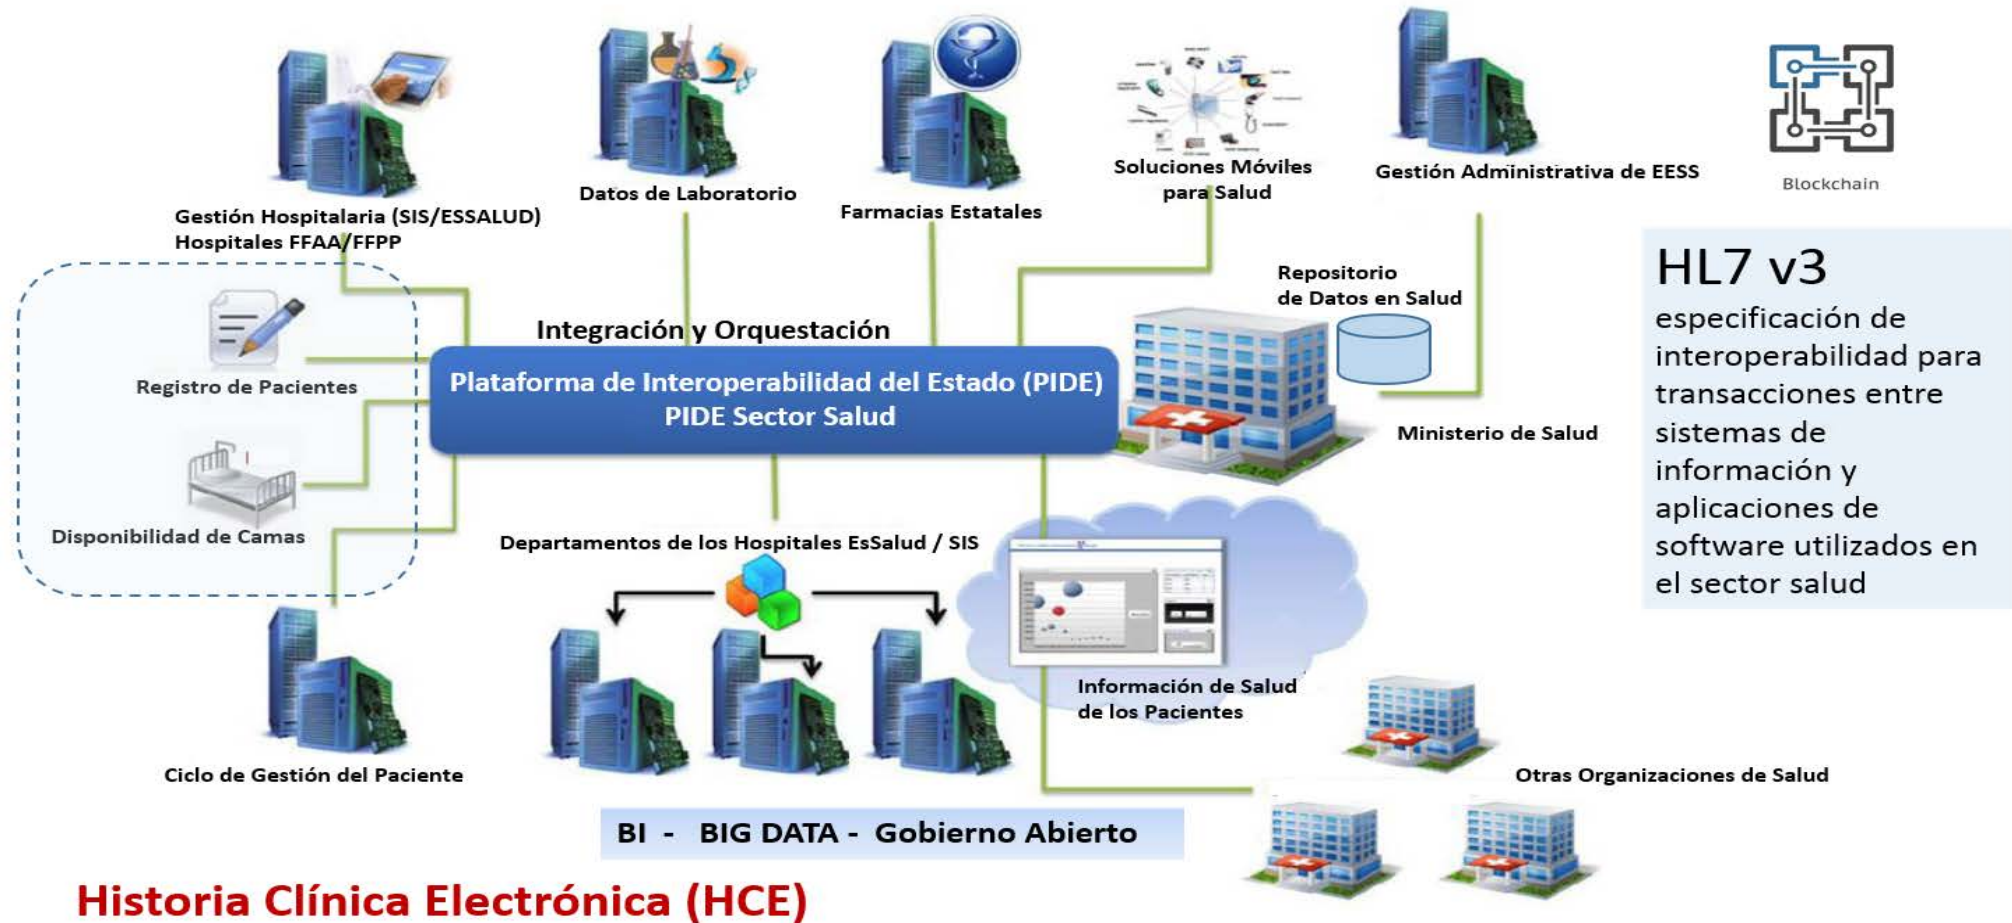 Datos de Laboratorio
Farmacias Estatales
Soluciones Móviles
para Salud
Gestión Administrativa de EESS
Blockchain
Gestión Hospitalaria (SIS/ESSALUD)
Hospitales FFAA/FFPP
Registro de Pacientes
Disponibilidad de Camas
Integración y Orquestación
Plataforma de Interoperabilidad del Estado (PIDE)
PIDE Sector Salud
Repositorio
de Datos en Salud
Ministerio de Salud
HL7 v3
especificación de
interoperabilidad para
transacciones entre
sistemas de
información y
aplicaciones de
software utilizados en
el sector salud
Departamentos de los Hospitales EsSalud / SIS
Información de Salud
de los Pacientes
Ciclo de Gestión del Paciente
Otras Organizaciones de Salud
BI - BIG DATA - Gobierno Abierto
Historia Clínica Electrónica (HCE)